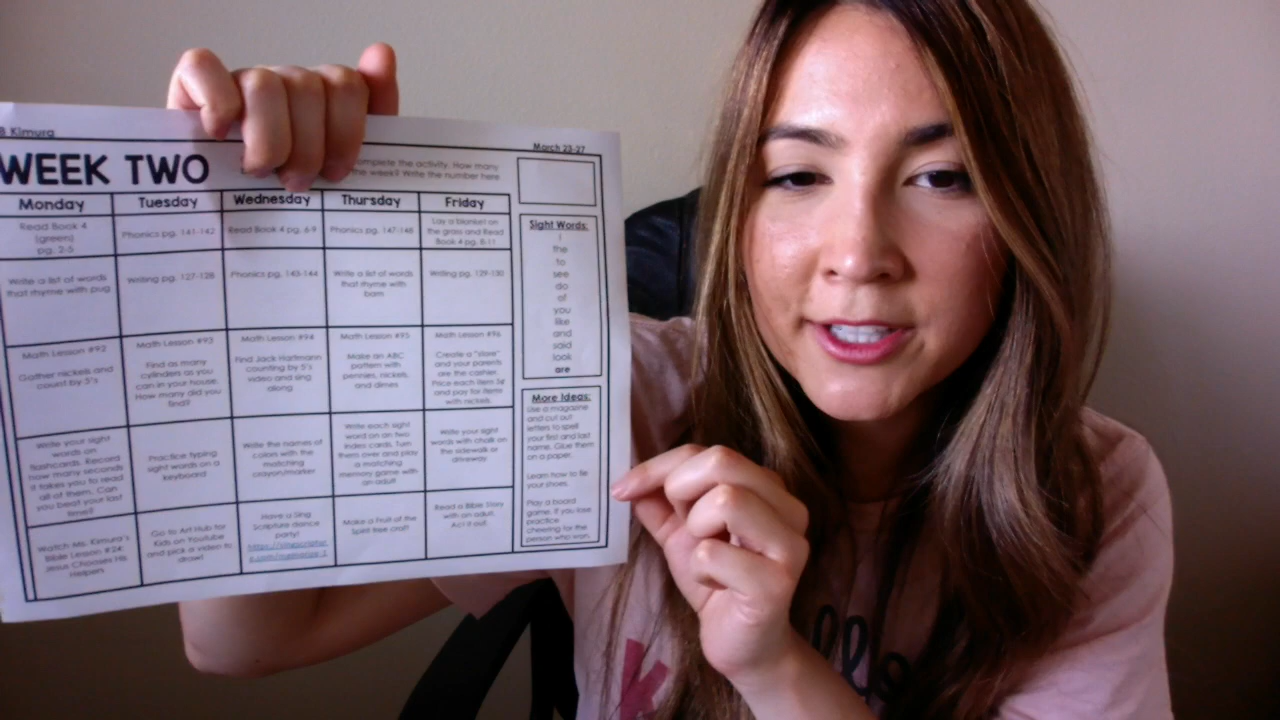 Kimura
March 23-27
WEEK TWO
complete the activity. How many
the week? Write the number here
Monday
Tuesday
Wednesday
Thursday
Friday
Read Book 4
(green)
pg. 2-5
Phonics pg. 141-142
Read Book 4 pg. 6-9
Phonics pg. 147-148
Lay a blanket on
the grass and Read
Book 4 pg. 8-11
Write a list of words
that rhyme with pug
Writing pg. 127-128
Phonics pg. 143-144
Write a list of words
that rhyme with
barn
Writing pg. 129-130
Math Lesson #92
Gather nickels and
count by 5's
Math Lesson #93
Find as many
cylinders as you
can in your house.
How many did you
find?
Math Lesson #94
Find Jack Hartmann
counting by 5's
video and sing
along
Math Lesson #95
Make an ABC
pattern with
pennies, nickels,
and dimes
Math Lesson #96
Create a "store"
and your parents
are the cashier.
Price each item 5¢
and pay for items
with nickels
Write your sight
words on
flashcards. Record
how many seconds
it takes you to read
all of them. Can
you beat your last
time?
Practice typing
sight words on a
keyboard
Write the names of
colors with the
matching
crayon/marker
Write each sight
word on an two
index cards. Turn
them over and play
a matching
memory game with
an adult
Write your sight
words with chalk on
the sidewalk or
driveway
Watch Ms. Kimura's
Bible Lesson #24:
Jesus Chooses His
Helpers
Go to Art Hub for
Kids on Youtube
and pick a video to
draw!
Have a Sing
Scripture dance
party!
Make a Fruit of the
Spirit tree craft
Read a Bible Story
with an adult.
Act it out.
Sight Words:
I
the
to
see
do
of
you
like
and
said
look
are
More Ideas:
Use a magazine
and cut out
letters to spell
your first and last
name. Glue them
on a paper.
Learn how to tie
your shoes.
Play a board
game. If you lose
practice
cheering for the
person who won.